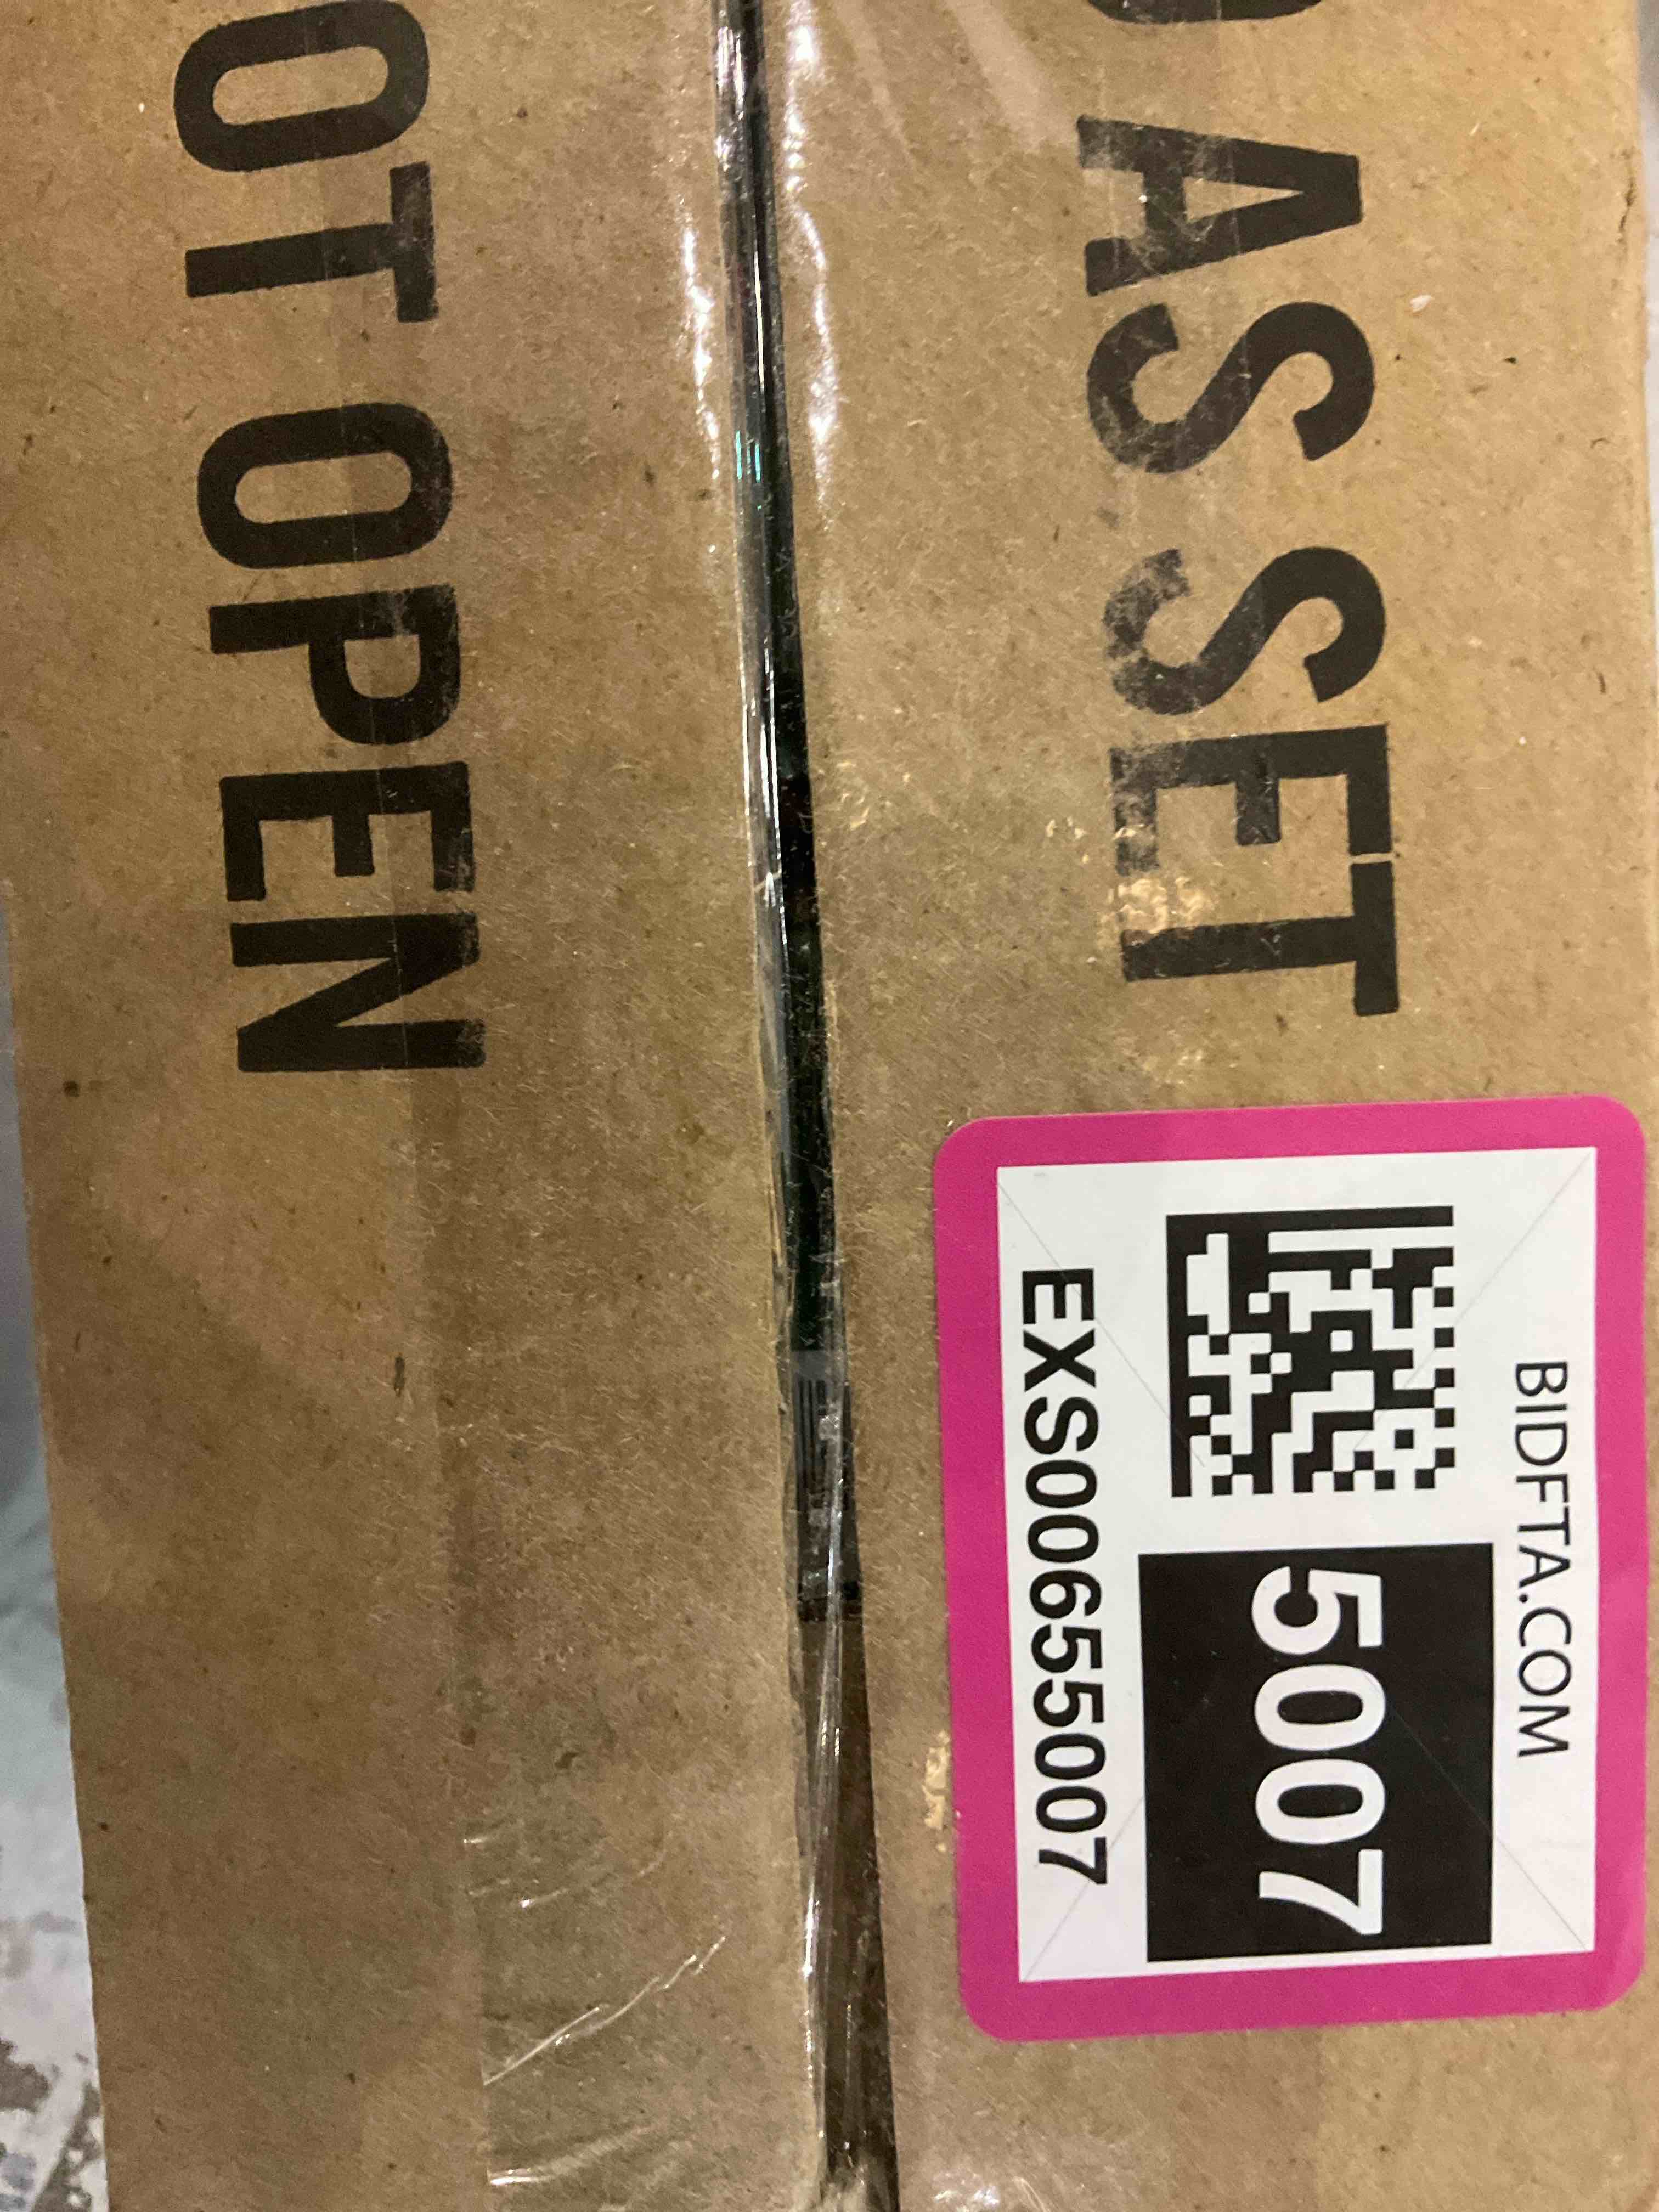 AS SET
OT OPEN
BIDFTA.COM
5007
EXS00655007